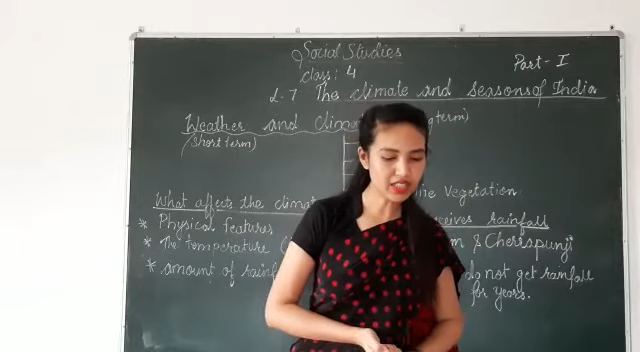 Social Studies
Class: 4
Part- I
L.7 The climate and seasons of India
Weather and Clim term)
(Short term)
Vegetation
What affects the climat ceives rainfall
* Physical features
* The temperature m & Cherrapunji
* amount of rainf do not get rainfall
for years.